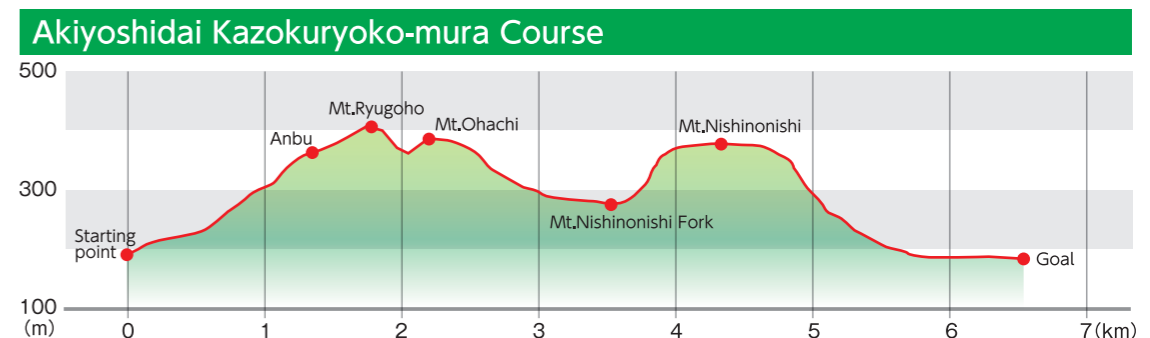 Akiyoshidai Kazokuryoko-mura Course
500
300
100
(m)
Starting
point
Anbu
Mt.Ryugoho
Mt.Ohachi
Mt.Nishinonishi Fork
Mt.Nishinonishi
Goal
0 1 2 3 4 5 6 7(km)